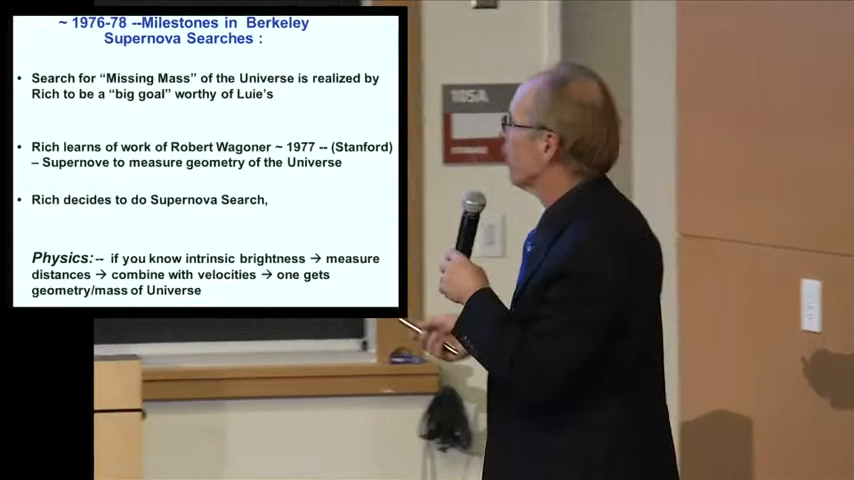 ~ 1976-78 --Milestones in Berkeley
Supernova Searches :
• Search for “Missing Mass” of the Universe is realized by
Rich to be a “big goal” worthy of Luie's
• Rich learns of work of Robert Wagoner ~ 1977 -- (Stanford)
– Supernove to measure geometry of the Universe
• Rich decides to do Supernova Search,
Physics:-- if you know intrinsic brightness → measure
distances → combine with velocities → one gets
geometry/mass of Universe
105A